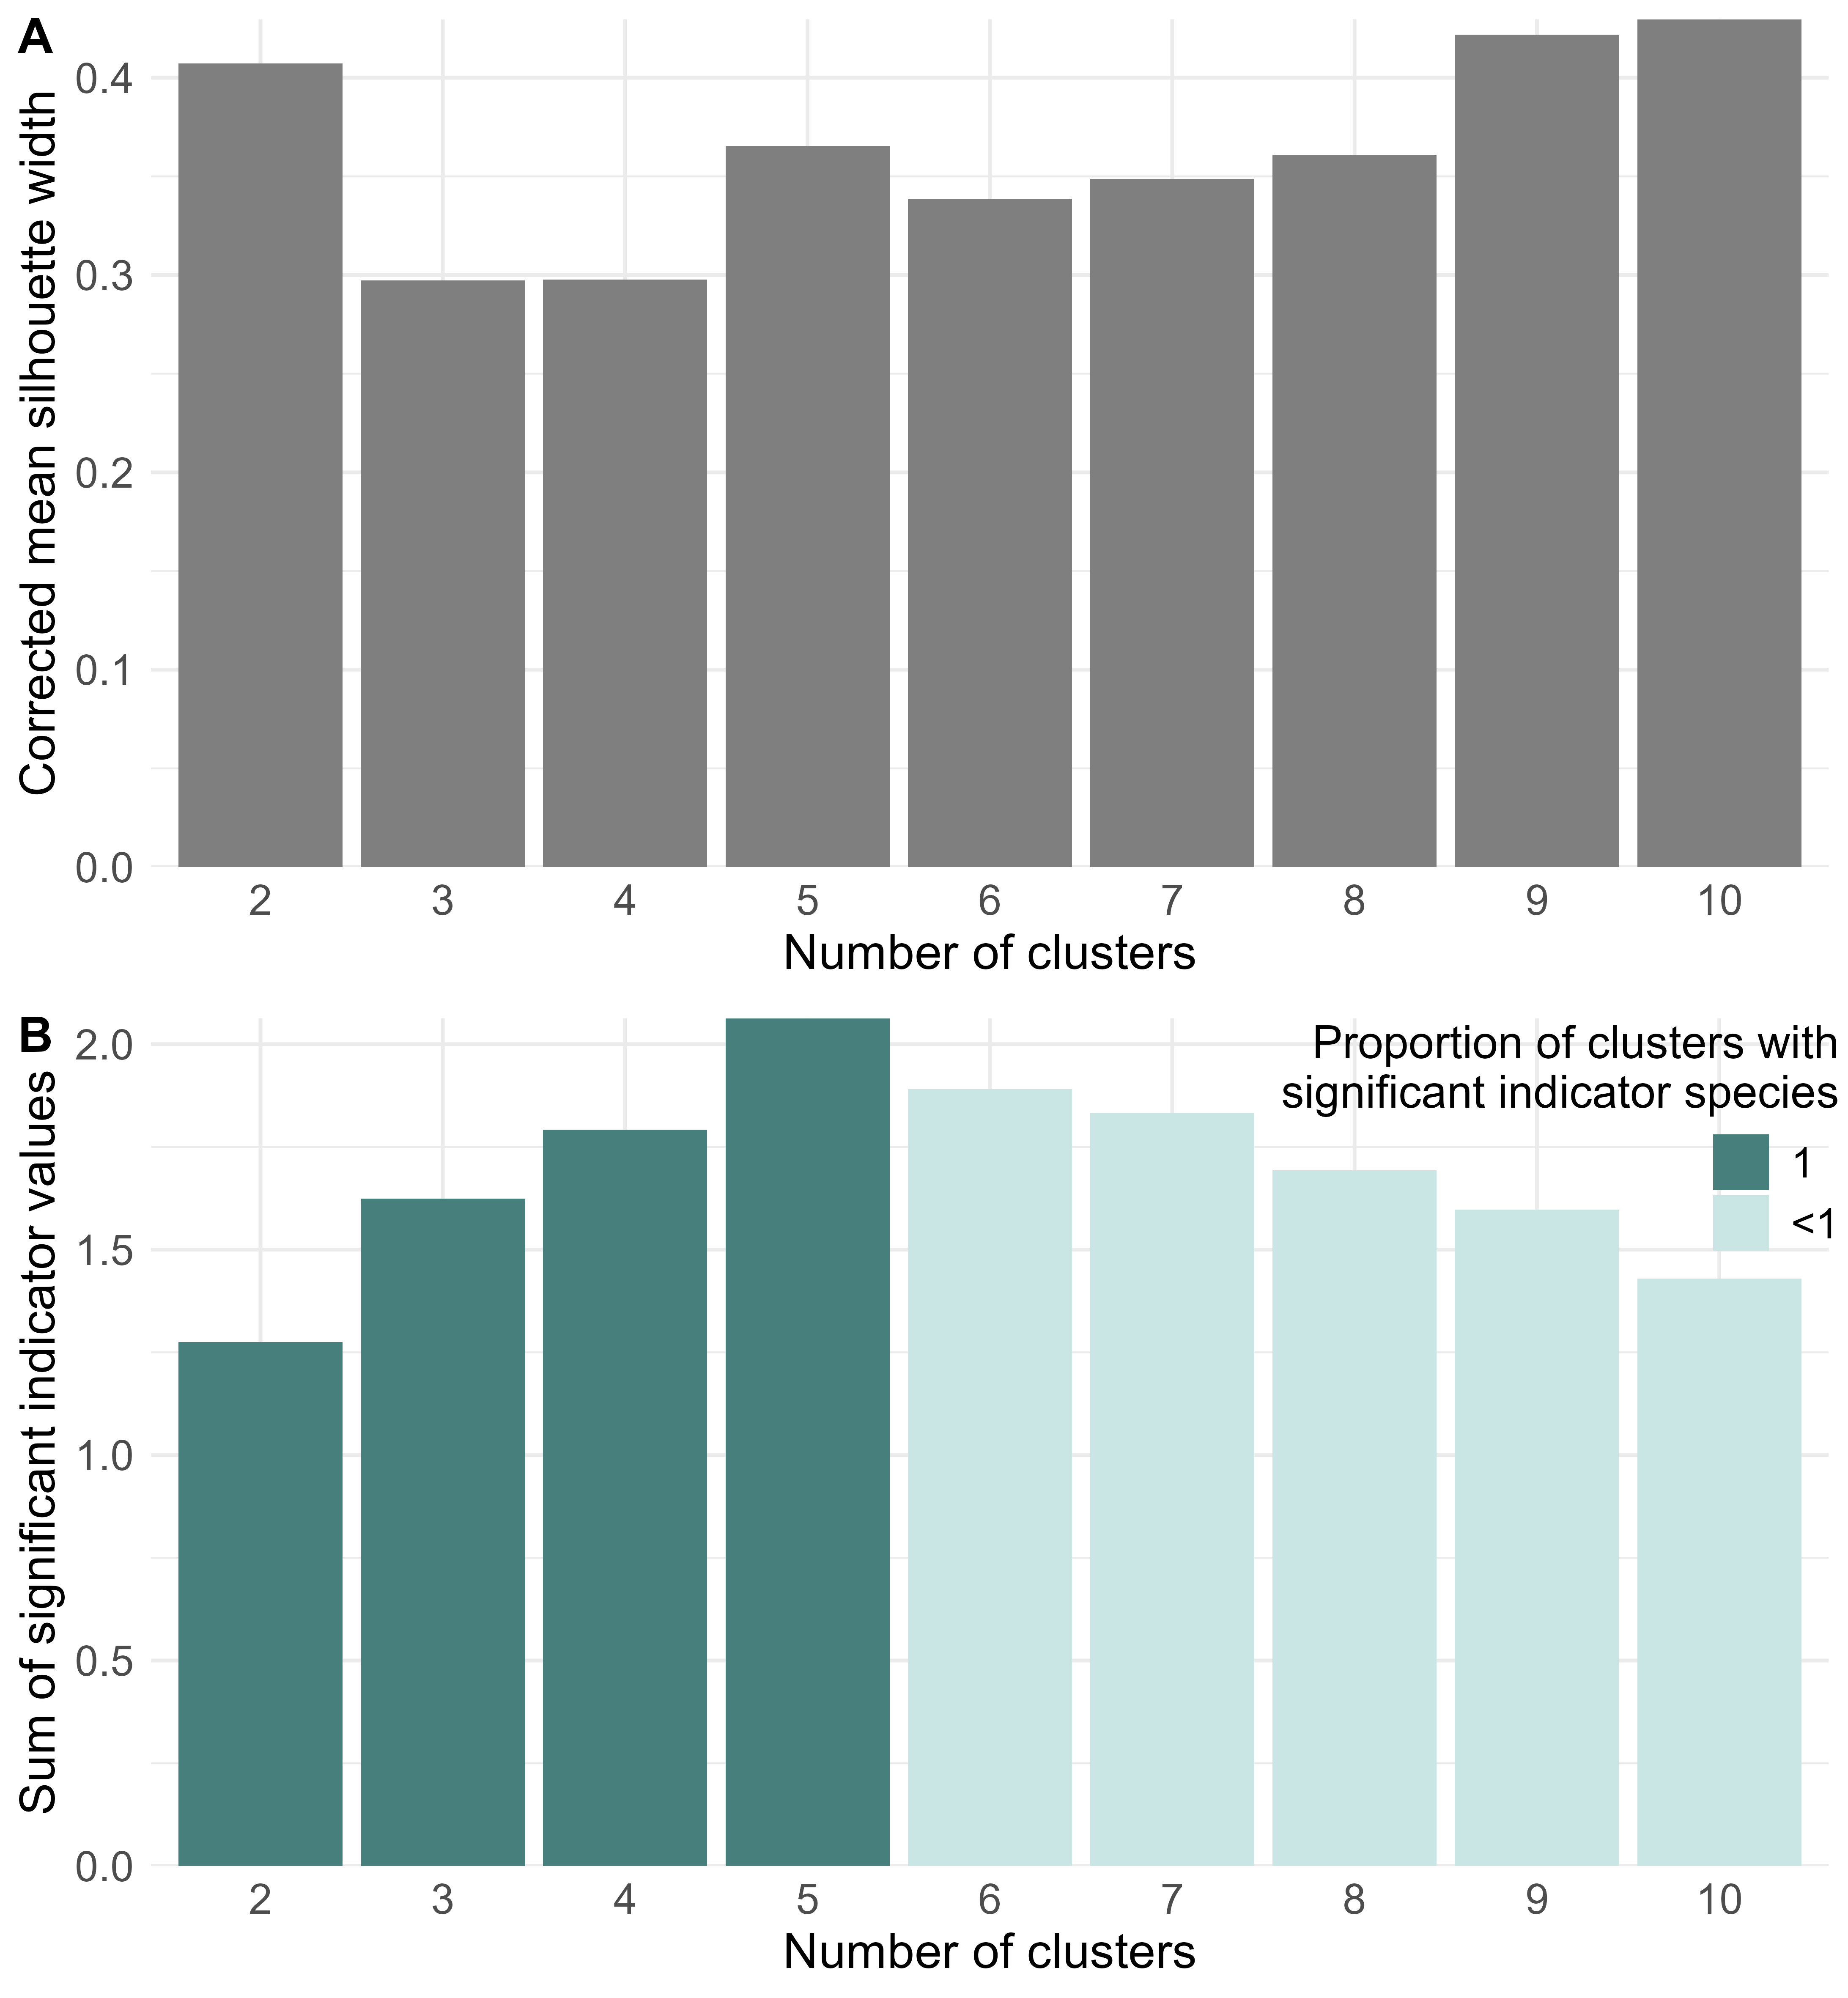 A
Corrected mean silhouette width
0.4
0.3
0.2
0.1
0.0
2 3 4 5 6 7 8 9 10
Number of clusters
B
Sum of significant indicator values
2.0
1.5
1.0
0.5
0.0
Proportion of clusters with
significant indicator species
1
<1
2 3 4 5 6 7 8 9 10
Number of clusters